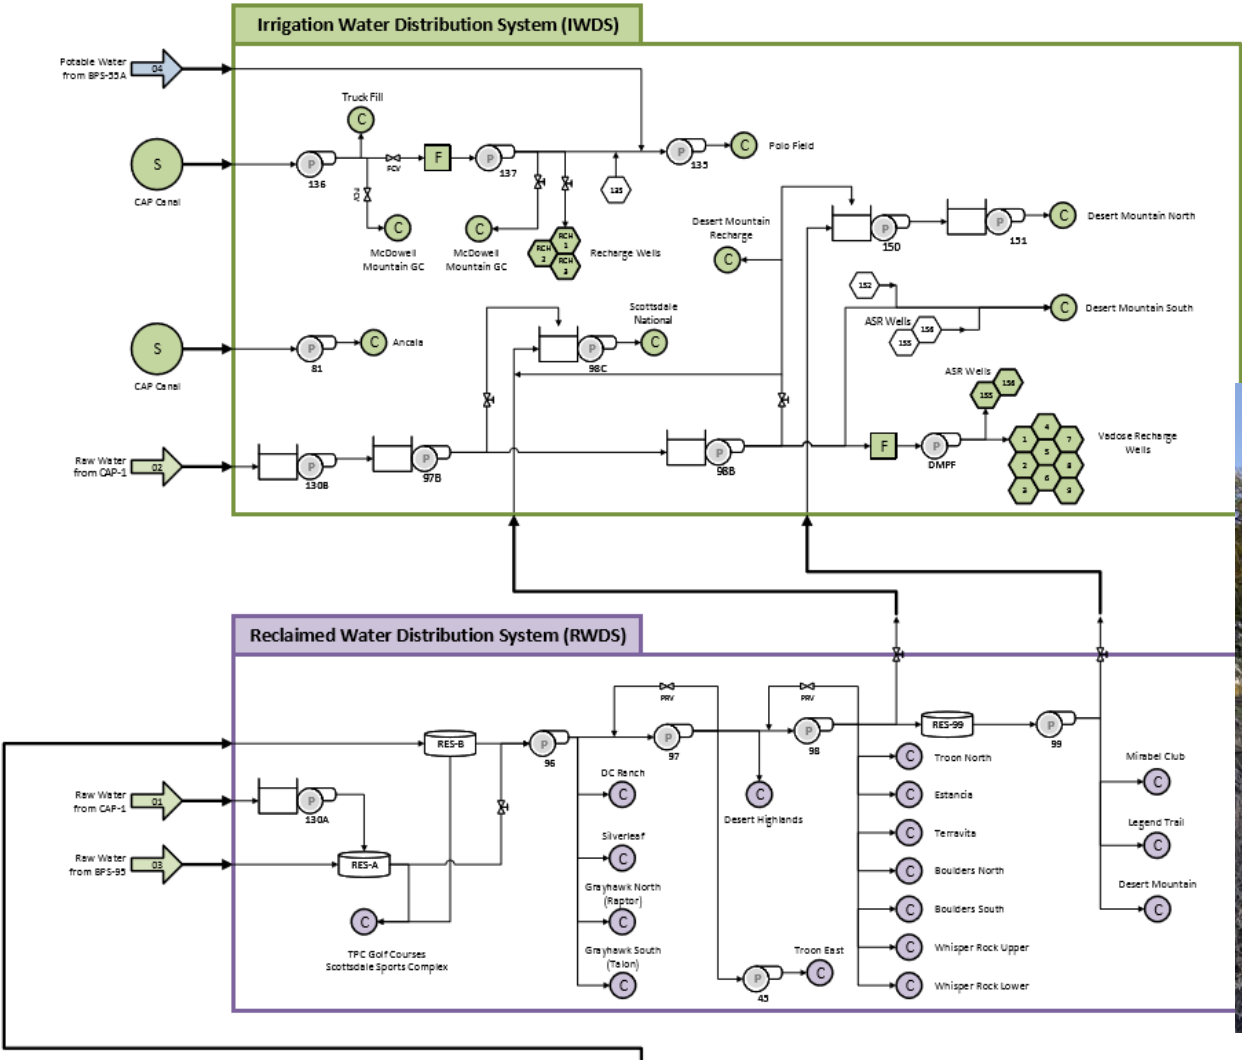 Irrigation Water Distribution System (IWDS)
Potable Water
from BPS-55A
04
Truck Fill
C
S
CAP Canal
P
136
FCV
F
P
137
P
135
C
Polo Field
FCV
135
C
McDowell
Mountain GC
C
McDowell
Mountain GC
RCH
1
RCH
2
RCH
3
Recharge Wells
Desert Mountain
Recharge
C
P
150
P
151
C
Desert Mountain North
152
ASR Wells
156
155
C
Desert Mountain South
S
CAP Canal
P
81
C
Ancala
Scottsdale
National
P
98C
C
ASR Wells
155
156
Raw Water
from CAP-1
02
P
130B
P
97B
P
98B
F
P
DMPF
4
1
7
5
2
8
6
3
9
Vadose Recharge
Wells
Reclaimed Water Distribution System (RWDS)
RES-B
P
96
PRV
P
97
PRV
P
98
RES-99
P
99
Raw Water
from CAP-1
01
P
130A
Raw Water
from BPS-95
03
RES-A
C
TPC Golf Courses
Scottsdale Sports Complex
DC Ranch
C
Silverleaf
C
Grayhawk North
(Raptor)
C
Grayhawk South
(Talon)
C
C
Desert Highlands
P
45
Troon East
C
C
Troon North
C
Estancia
C
Terravita
C
Boulders North
C
Boulders South
C
Whisper Rock Upper
C
Whisper Rock Lower
Mirabel Club
C
Legend Trail
C
Desert Mountain
C